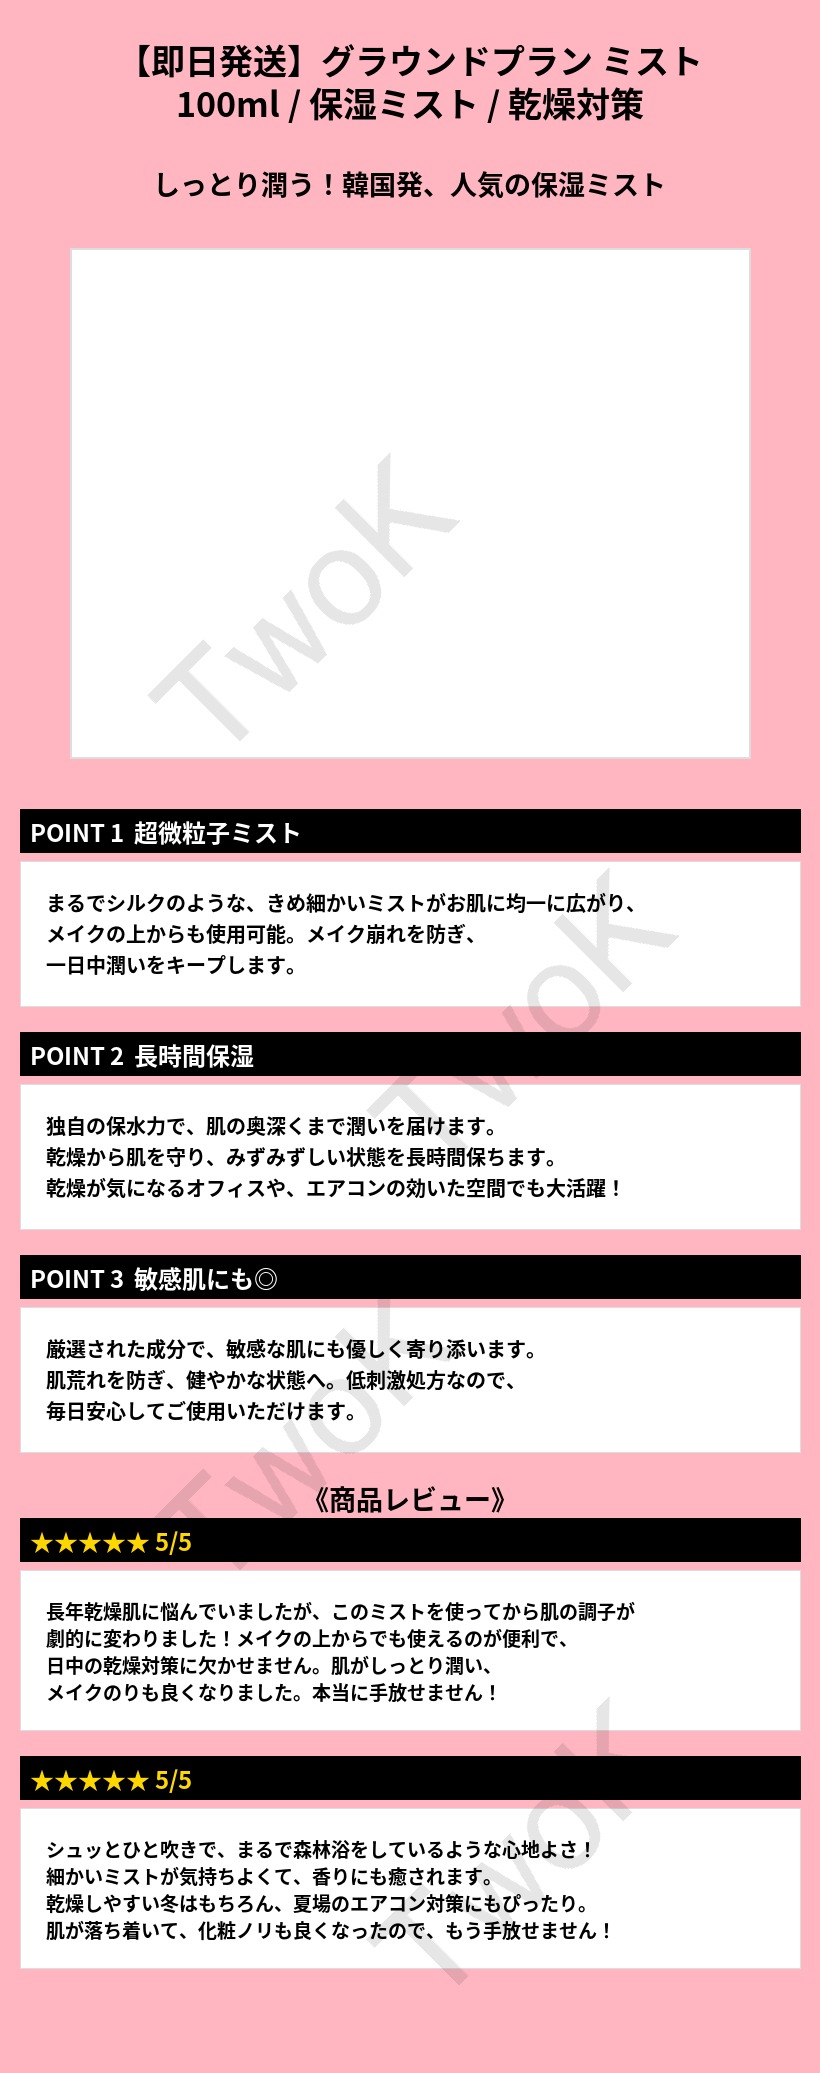 【即日発送】グラウンドプラン ミスト
100ml / 保湿ミスト / 乾燥対策
しっとり潤う！韓国発、人気の保湿ミスト
TwoK
POINT 1 超微粒子ミスト
まるでシルクのような、きめ細かいミストがお肌に均一に広がり、
メイクの上からも使用可能。メイク崩れを防ぎ、
一日中潤いをキープします。
TwoK
POINT 2 長時間保湿
独自の保水力で、肌の奥深くまで潤いを届けます。
乾燥から肌を守り、みずみずしい状態を長時間保ちます。
乾燥が気になるオフィスや、エアコンの効いた空間でも大活躍！
POINT 3 敏感肌にも◎
厳選された成分で、敏感な肌にも優しく寄り添います。
肌荒れを防ぎ、健やかな状態へ。低刺激処方なので、
毎日安心してご使用いただけます。
TwoK
《商品レビュー》
★★★★★ 5/5
長年乾燥肌に悩んでいましたが、このミストを使ってから肌の調子が
劇的に変わりました！メイクの上からでも使えるのが便利で、
日中の乾燥対策に欠かせません。肌がしっとり潤い、
メイクのりも良くなりました。本当に手放せません！
★★★★★ 5/5
シュッとひと吹きで、まるで森林浴をしているような心地よさ！
細かいミストが気持ちよくて、香りにも癒されます。
乾燥しやすい冬はもちろん、夏場のエアコン対策にもぴったり。
肌が落ち着いて、化粧ノリも良くなったので、もう手放せません！
TwoK